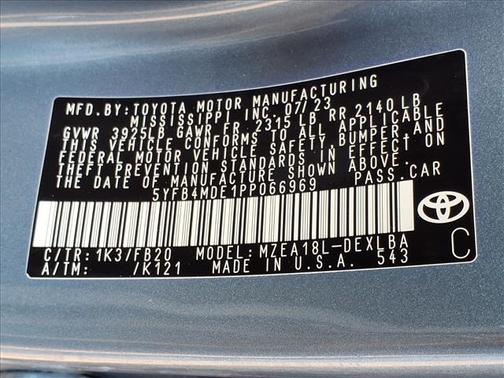 MFD.BY:TOYOTA MOTOR MANUFACTURING
MISSISSIPPI INC.07/23
GVWR 3925LB GAWR FR 2315LB RR 2140LB
THIS VEHICLE CONFORMS TO ALL APPLICABLE
FEDERAL MOTOR VEHICLE SAFETY,BUMPER,AND
THEFT PREVENTION STANDARDS IN EFFECT ON
THE DATE OF MANUFACTURE SHOWN ABOVE.
5YFB4MDE1PP066969 PASS.CAR
C/TR:1K3/FB20 MODEL:MZEA18L-DEXLBA
A/TM: /K121 MADE IN U.S.A. 543
C